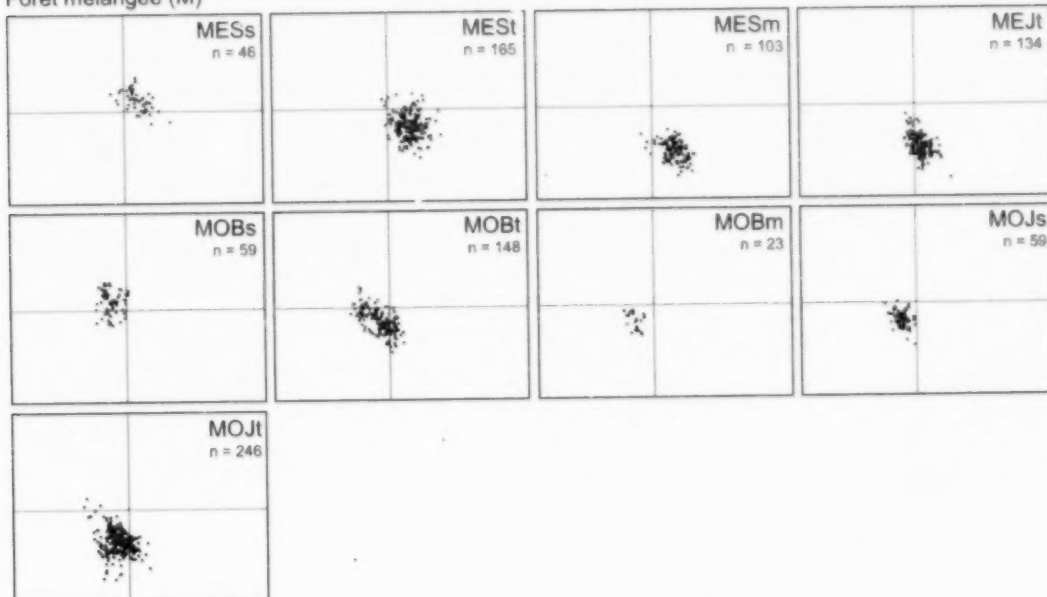 Forêt mélangée (M)
MESs
n = 46
MESt
n = 165
MESm
n = 103
MEJt
n = 134
MOBs
n = 59
MOBt
n = 148
MOBm
n = 23
MOJs
n = 59
MOJt
n = 246